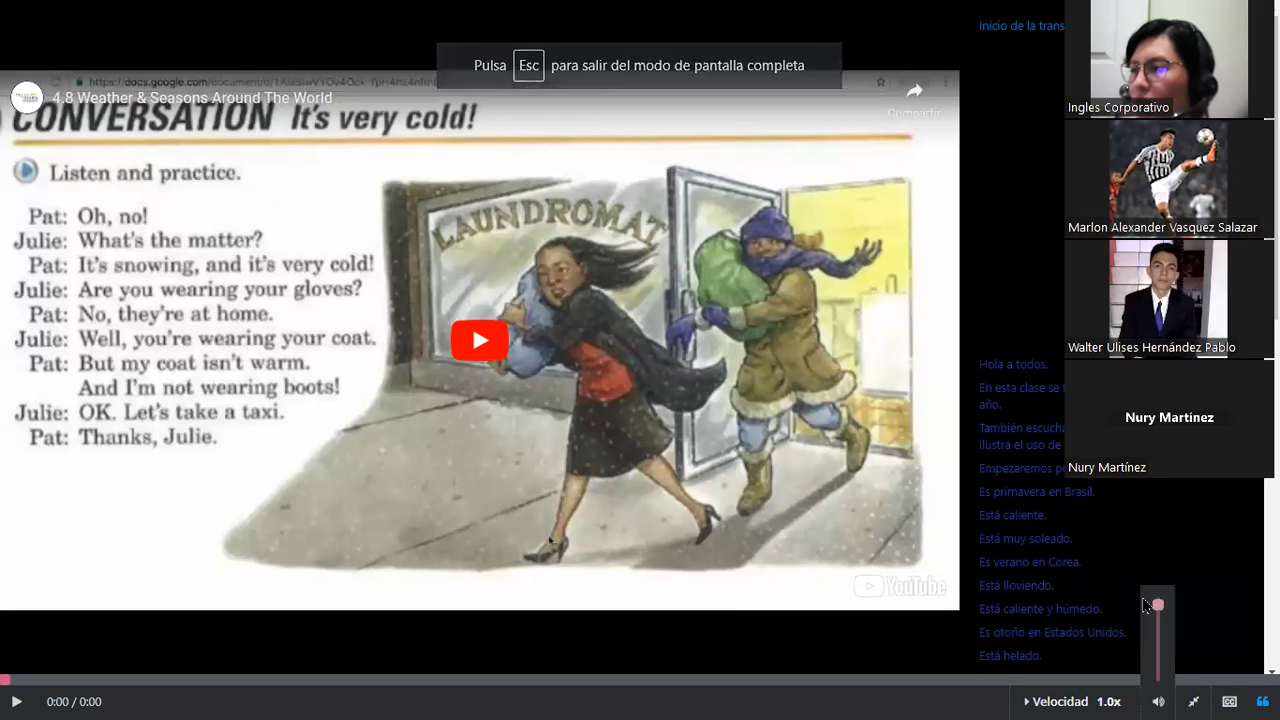 Inicio de la trans
Pulsa Esc para salir del modo de pantalla completa
4.8 Weather & Seasons Around The World
Compartir
CONVERSATION It's very cold!
Listen and practice.
Pat: Oh, no!
Julie: What's the matter?
Pat: It's snowing, and it's very cold!
Julie: Are you wearing your gloves?
Pat: No, they're at home.
Julie: Well, you're wearing your coat.
Pat: But my coat isn't warm.
And I'm not wearing boots!
Julie: OK. Let's take a taxi.
Pat: Thanks, Julie.
LAUNDROMAT
YouTube
Hola a todos.
En esta clase se
año.
También escucha
ilustra el uso de
Empezaremos
Es primavera en Brasil.
Está caliente.
Está muy soleado.
Es verano en Corea.
Está lloviendo.
Está caliente y húmedo.
Es otoño en Estados Unidos.
Está helado.
Ingles Corporativo
Marlon Alexander Vasquez Salazar
Walter Ulises Hernández Pablo
Nury Martínez
Nury Martínez
0:00 / 0:00
Velocidad 1.0x